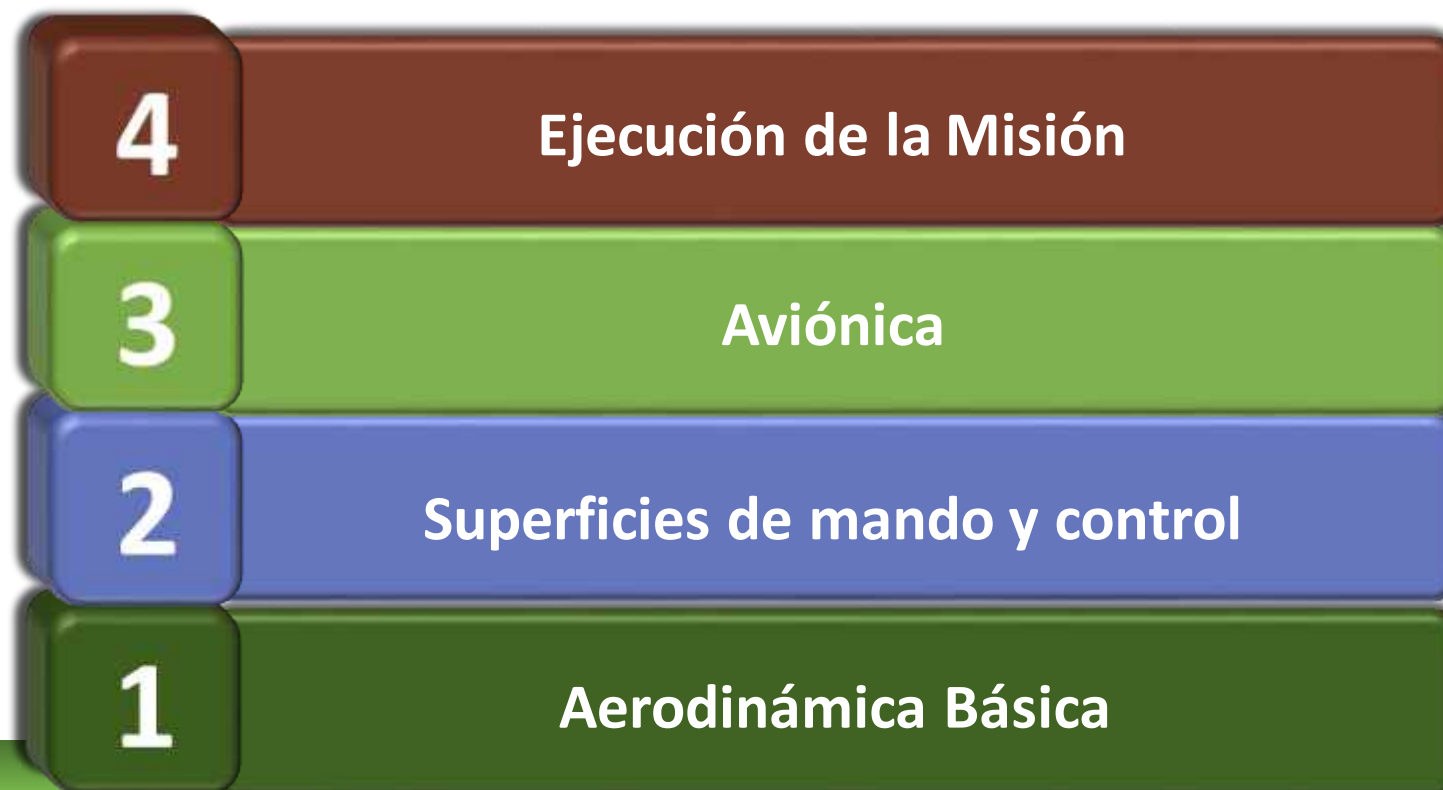 4
Ejecución de la Misión
3
Aviónica
2
Superficies de mando y control
1
Aerodinámica Básica